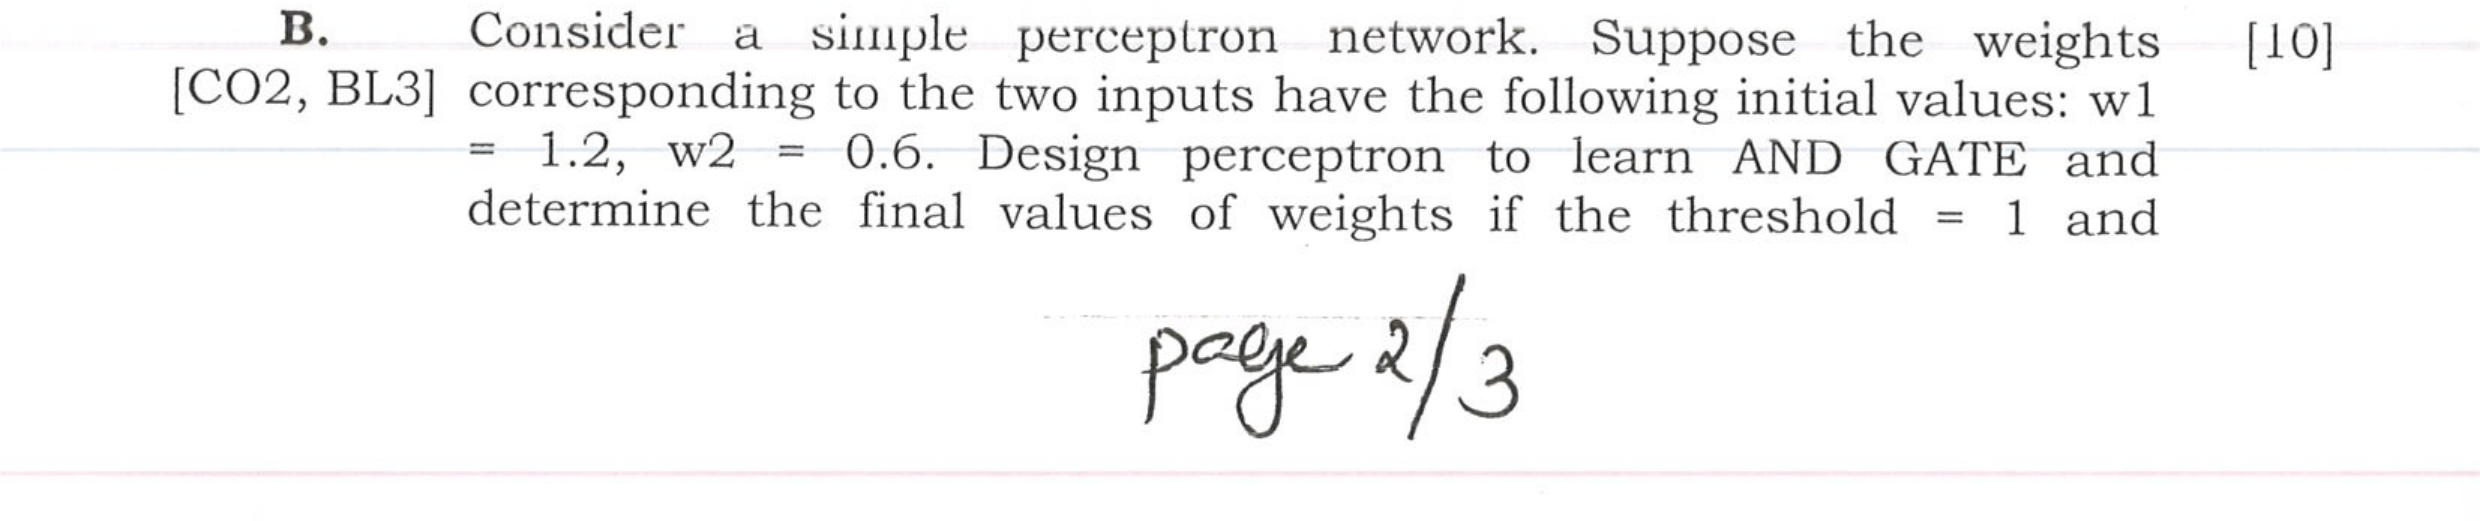 B. Consider a simple perceptron network. Suppose the weights [10]
[CO2, BL3] corresponding to the two inputs have the following initial values: w1
= 1.2, w2 = 0.6. Design perceptron to learn AND GATE and
determine the final values of weights if the threshold = 1 and
page 2/3